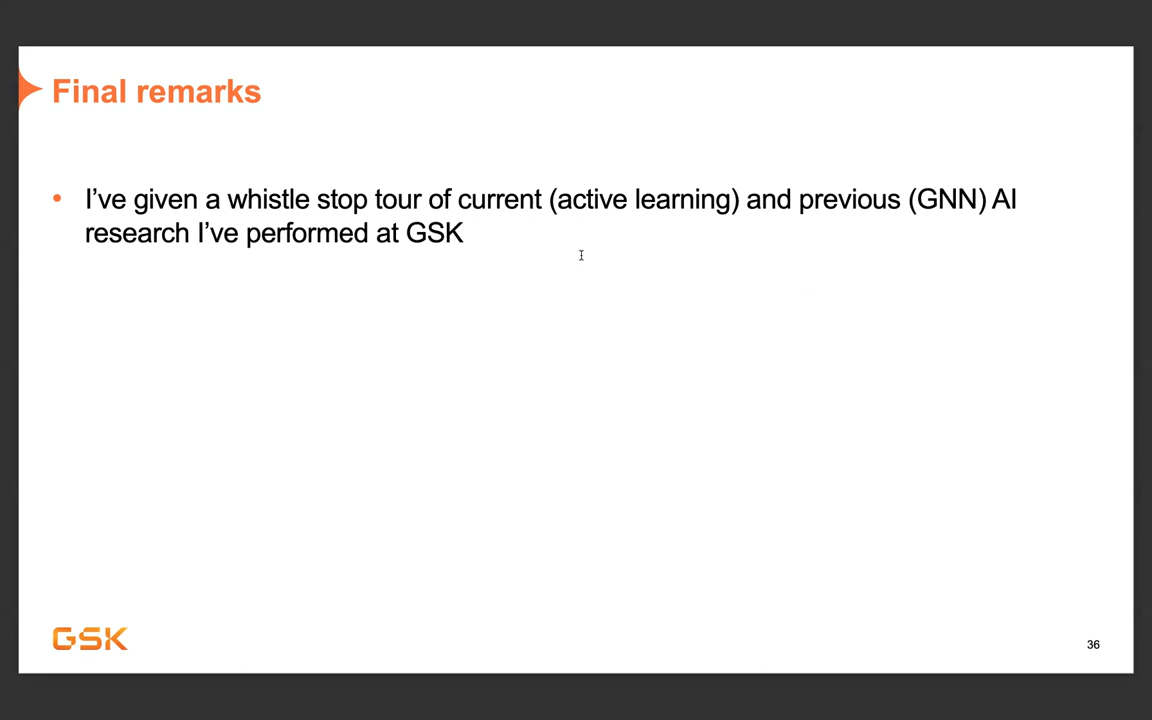 Final remarks
• I’ve given a whistle stop tour of current (active learning) and previous (GNN) AI
research I’ve performed at GSK
GSK
36